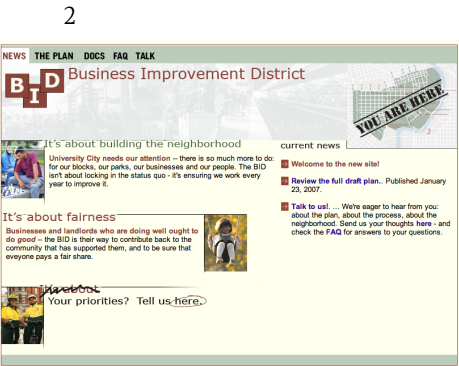 2
NEWS THE PLAN DOCS FAQ TALK
BID Business Improvement District
YOU ARE HERE
It's about building the neighborhood
University City needs our attention -- there is so much more to do:
for our blocks, our parks, our businesses and our people. The BID
isn't about locking in the status quo - it's ensuring we work every
year to improve it.
It's about fairness
Businesses and landlords who are doing well ought to
do good -- the BID is their way to contribute back to the
community that has supported them, and to be sure that
eveyone pays a fair share.
It's about
Your priorities? Tell us here.
current news
Welcome to the new site!
Review the full draft plan.. Published January
23, 2007.
Talk to us!. ... We're eager to hear from you:
about the plan, about the process, about the
neighborhood. Send us your thoughts here - and
check the FAQ for answers to your questions.